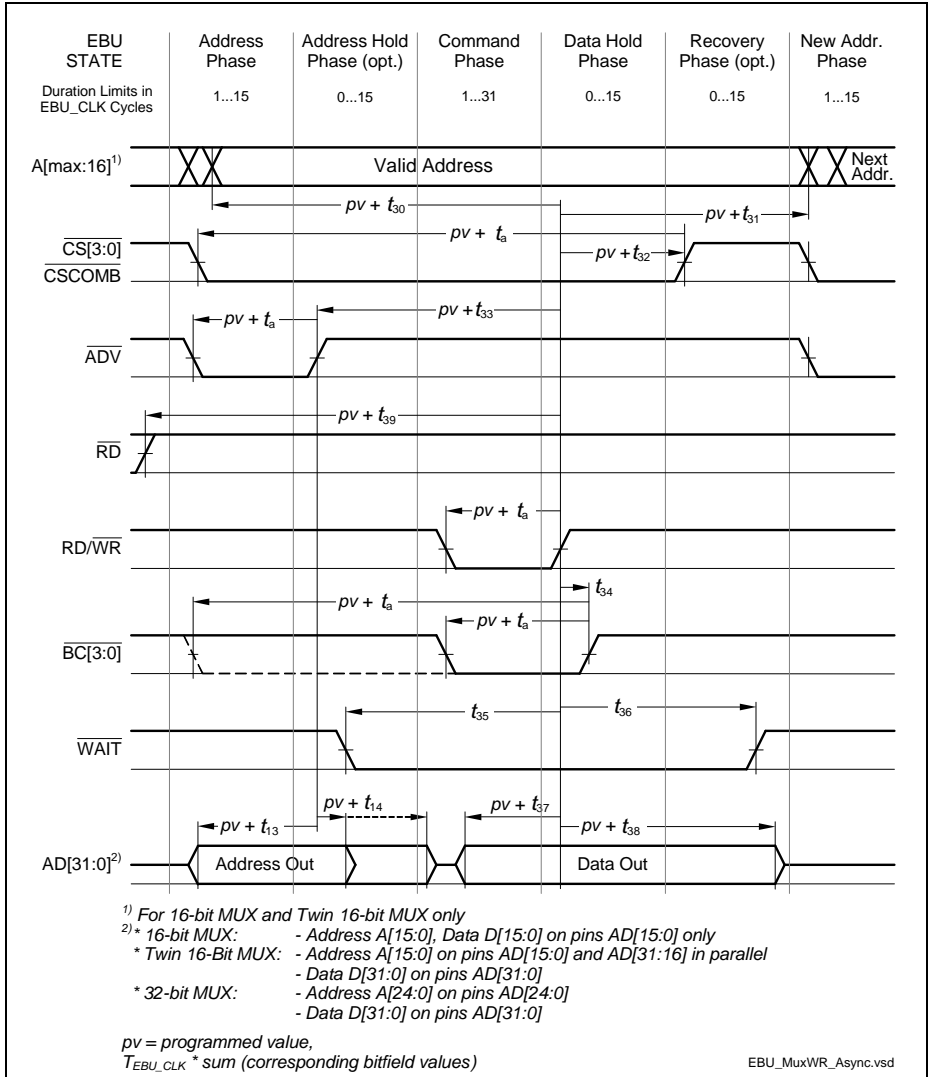 EBU STATE
Address Phase
Address Hold Phase (opt.)
Command Phase
Data Hold Phase
Recovery Phase (opt.)
New Addr. Phase
Duration Limits in EBU_CLK Cycles
1...15
0...15
1...31
0...15
0...15
1...15
A[max:16]1)
Valid Address
Next Addr.
pv + t30
pv + t31
CS[3:0]
CSCOMB
pv + ta
pv + t32
pv + ta
pv + t33
ADV
pv + t39
RD
pv + ta
RD/WR
t34
pv + ta
pv + ta
BC[3:0]
t35
t36
WAIT
pv + t13
pv + t14
pv + t37
pv + t38
AD[31:0]2)
Address Out
Data Out
1) For 16-bit MUX and Twin 16-bit MUX only
2)* 16-bit MUX: - Address A[15:0], Data D[15:0] on pins AD[15:0] only
* Twin 16-Bit MUX: - Address A[15:0] on pins AD[15:0] and AD[31:16] in parallel
- Data D[31:0] on pins AD[31:0]
* 32-bit MUX: - Address A[24:0] on pins AD[24:0]
- Data D[31:0] on pins AD[31:0]
pv = programmed value,
TEBU_CLK * sum (corresponding bitfield values)
EBU_MuxWR_Async.vsd